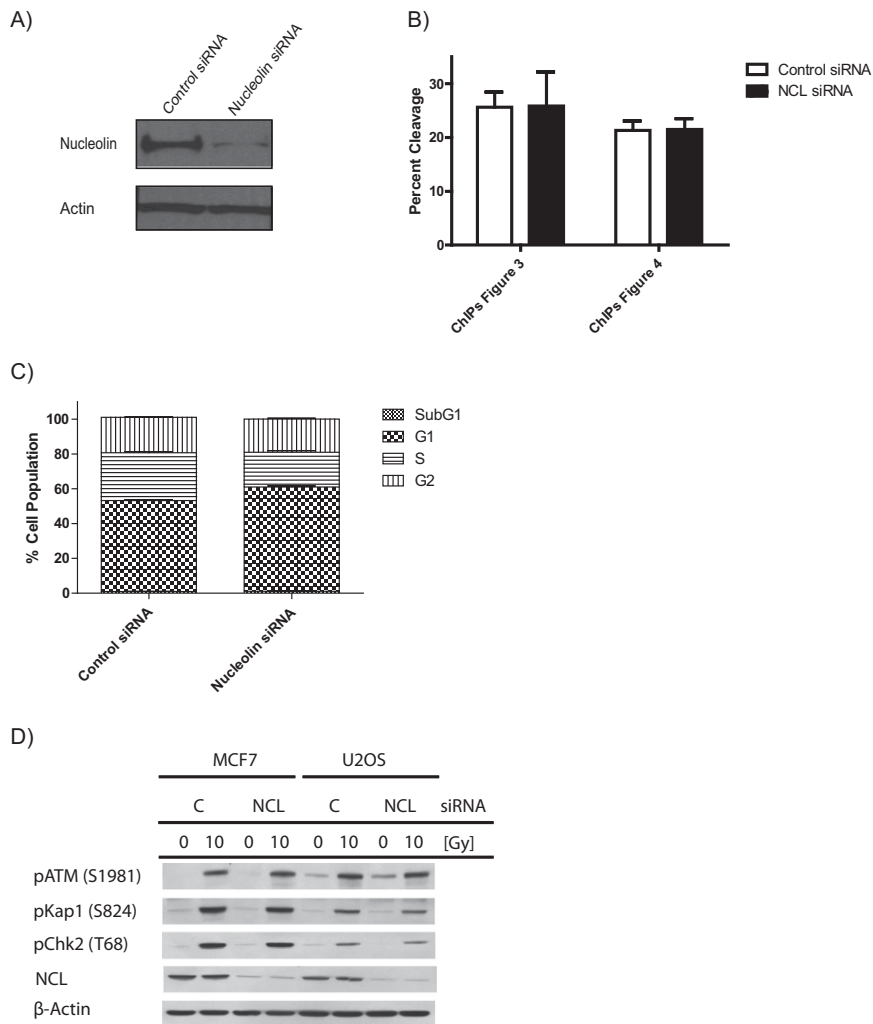 A)
Control siRNA
Nucleolin siRNA
Nucleolin
Actin
B)
Percent Cleavage
30
20
10
0
ChIPs Figure 3
ChIPs Figure 4
Control siRNA
NCL siRNA
C)
% Cell Population
100
80
60
40
20
0
Control siRNA
Nucleolin siRNA
SubG1
G1
S
G2
D)
MCF7 U2OS
C NCL C NCL siRNA
0 10 0 10 0 10 0 10 [Gy]
pATM (S1981)
pKap1 (S824)
pChk2 (T68)
NCL
β-Actin